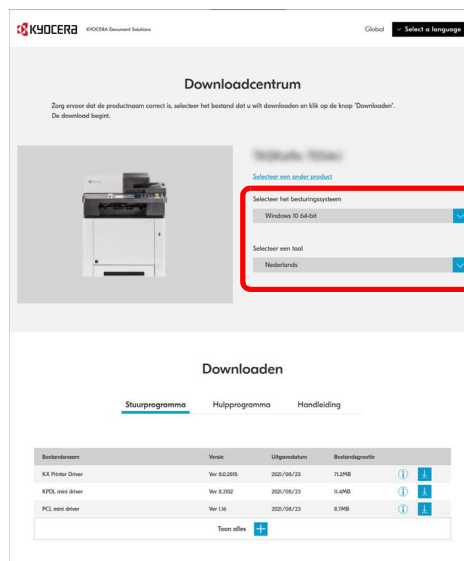 KYOCERA KYOCERA Document Solutions Global Select a language
Downloadcentrum
Zorg ervoor dat de productnaam correct is, selecteer het bestand dat u wilt downloaden en klik op de knop "Downloaden".
De download begint.
Selecteer een ander product
Selecteer het besturingssysteem
Windows 10 64-bit
Selecteer een taal
Nederlands
Downloaden
Stuurprogramma Hulpprogramma Handleiding
Bestandsnaam Versie Uitgavedatum Bestandsgrootte
KX Printer Driver Ver 8.0.2815 2021/08/23 71.2MB
KPDL mini driver Ver 8.2102 2021/08/23 11.6MB
PCL mini driver Ver 1.16 2021/08/23 8.7MB
Toon alles